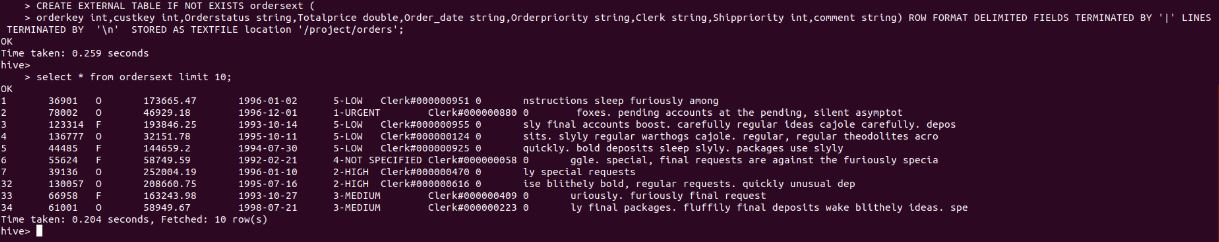 > CREATE EXTERNAL TABLE IF NOT EXISTS ordersext (
> orderkey int,custkey int,Orderstatus string,Totalprice double,Order_date string,Orderpriority string,Clerk string,Shippriority int,comment string) ROW FORMAT DELIMITED FIELDS TERMINATED BY '|' LINES
TERMINATED BY '\n' STORED AS TEXTFILE location '/project/orders';
OK
Time taken: 0.259 seconds
hive>
> select * from ordersext limit 10;
OK
1 36901 O 173665.47 1996-01-02 5-LOW Clerk#000000951 0 nstructions sleep furiously among
2 78002 O 46929.18 1996-12-01 1-URGENT Clerk#000000880 0 foxes. pending accounts at the pending, silent asymptot
3 123314 F 193846.25 1993-10-14 5-LOW Clerk#000000955 0 sly final accounts boost. carefully regular ideas cajole carefully. depos
4 136777 O 32151.78 1995-10-11 5-LOW Clerk#000000124 0 sits. slyly regular warthogs cajole. regular, regular theodolites acro
5 44485 F 144659.2 1994-07-30 5-LOW Clerk#000000925 0 quickly. bold deposits sleep slyly. packages use slyly
6 55624 F 58749.59 1992-02-21 4-NOT SPECIFIED Clerk#000000058 0 ggle. special, final requests are against the furiously specia
7 39136 O 252004.19 1996-01-10 2-HIGH Clerk#000000470 0 ly special requests
32 130057 O 208660.75 1995-07-16 2-HIGH Clerk#000000616 0 ise blithely bold, regular requests. quickly unusual dep
33 66958 F 163243.98 1993-10-27 3-MEDIUM Clerk#000000409 0 uriously. furiously final request
34 61001 O 58949.67 1998-07-21 3-MEDIUM Clerk#000000223 0 ly final packages. fluffily final deposits wake blithely ideas. spe
Time taken: 0.204 seconds, Fetched: 10 row(s)
hive>